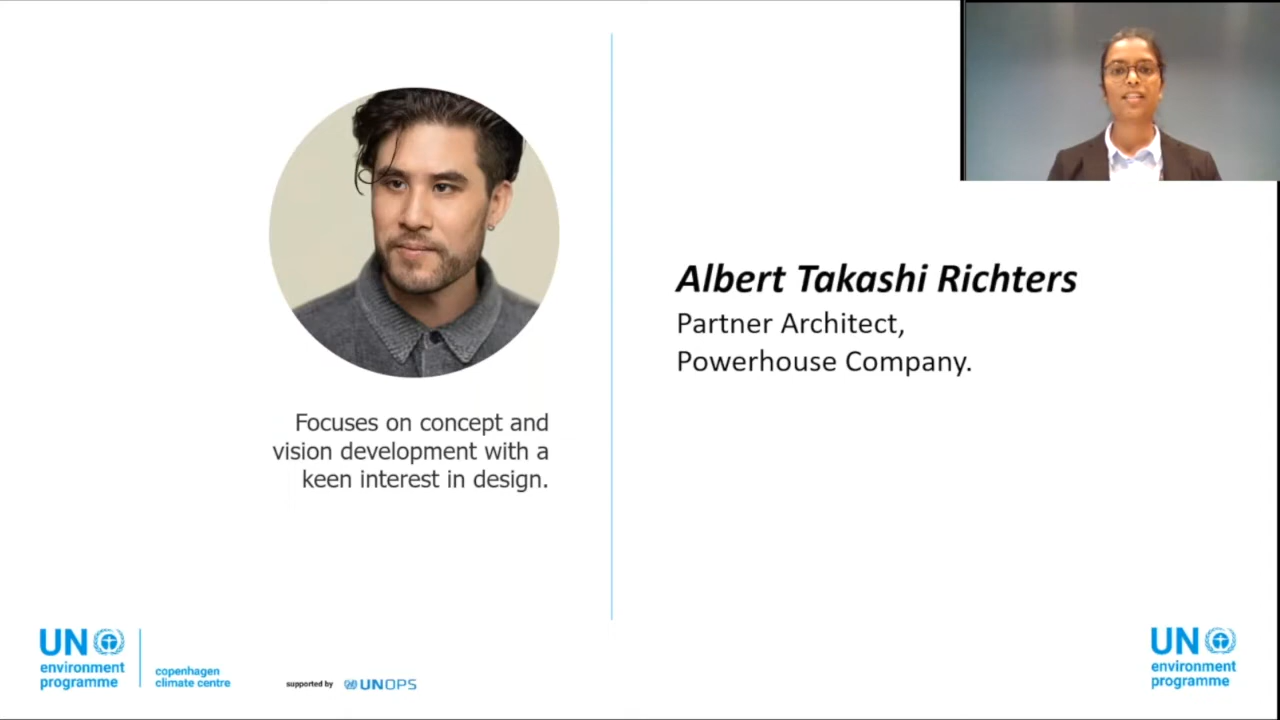 Albert Takashi Richters
Partner Architect,
Powerhouse Company.
Focuses on concept and
vision development with a
keen interest in design.
UN
environment
programme
copenhagen
climate centre
supported by
UNOPS
UN
environment
programme